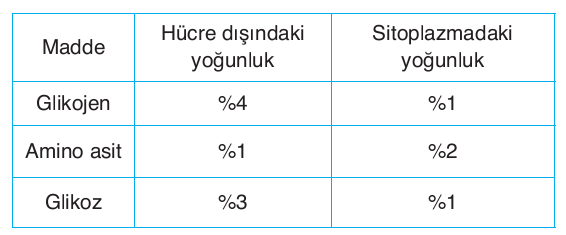 Madde
Hücre dışındaki
yoğunluk
Sitoplazmadaki
yoğunluk
Glikojen %4 %1
Amino asit %1 %2
Glikoz %3 %1